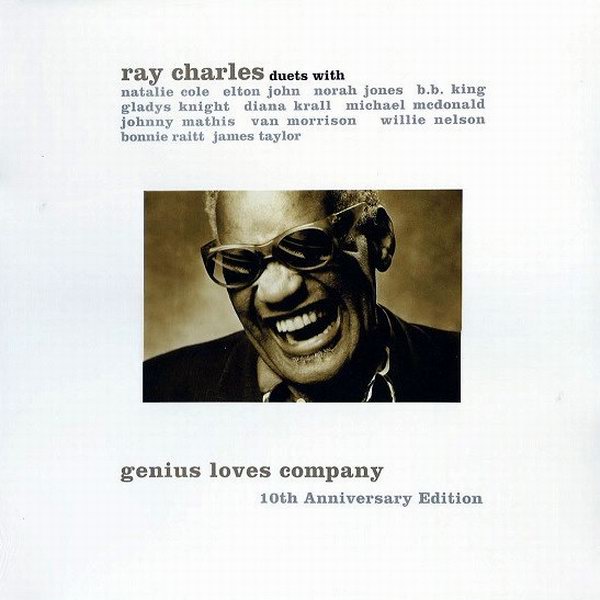 ray charles duets with
natalie cole elton john norah jones b.b. king
gladys knight diana krall michael mcdonald
johnny mathis van morrison willie nelson
bonnie raitt james taylor
genius loves company
10th Anniversary Edition